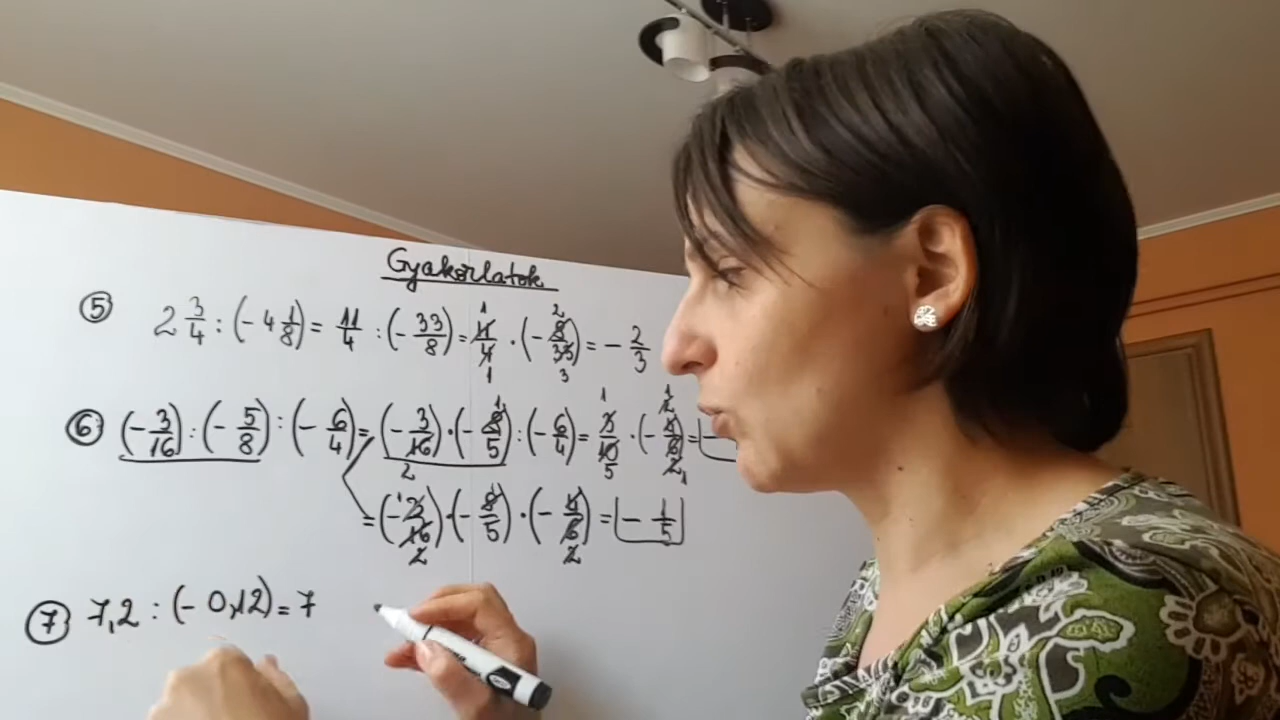 Gyakorlatok
⑤ 2 3/4 : (- 4 1/8) = 11/4 : (- 33/8) = 11/4 · (- 8/33) = - 2/3
⑥ (- 3/16) : (- 5/8) : (- 6/4) = (- 3/16) · (- 8/5) : (- 6/4) = 3/10 · (- 4/6) = -
= (- 3/16) · (- 8/5) · (- 4/6) = - 1/5
⑦ 7,2 : (- 0,12) = 7